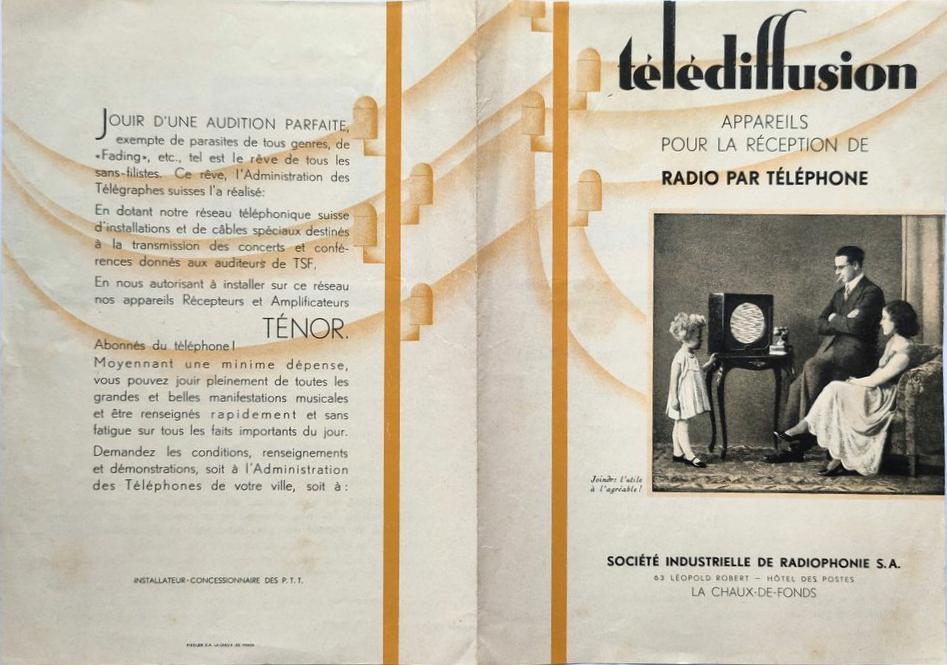 JOUIR D'UNE AUDITION PARFAITE,
exempte de parasites de tous genres, de
«Fading», etc., tel est le rêve de tous les
sans-filistes. Ce rêve, l'Administration des
Télégraphes suisses l'a réalisé:
En dotant notre réseau téléphonique suisse
d'installations et de câbles spéciaux destinés
à la transmission des concerts et confé-
rences donnés aux auditeurs de TSF,
En nous autorisant à installer sur ce réseau
nos appareils Récepteurs et Amplificateurs
TÉNOR.
Abonnés du téléphone!
Moyennant une minime dépense,
vous pouvez jouir pleinement de toutes les
grandes et belles manifestations musicales
et être renseignés rapidement et sans
fatigue sur tous les faits importants du jour.
Demandez les conditions, renseignements
et démonstrations, soit à l'Administration
des Téléphones de votre ville, soit à:
INSTALLATEUR-CONCESSIONNAIRE DES P.T.T.
FIEDLER S.A. LA CHAUX-DE-FONDS
télédiffusion
APPAREILS
POUR LA RÉCEPTION DE
RADIO PAR TÉLÉPHONE
Joindre l'utile
à l'agréable!
SOCIÉTÉ INDUSTRIELLE DE RADIOPHONIE S.A.
63 LÉOPOLD ROBERT — HÔTEL DES POSTES
LA CHAUX-DE-FONDS